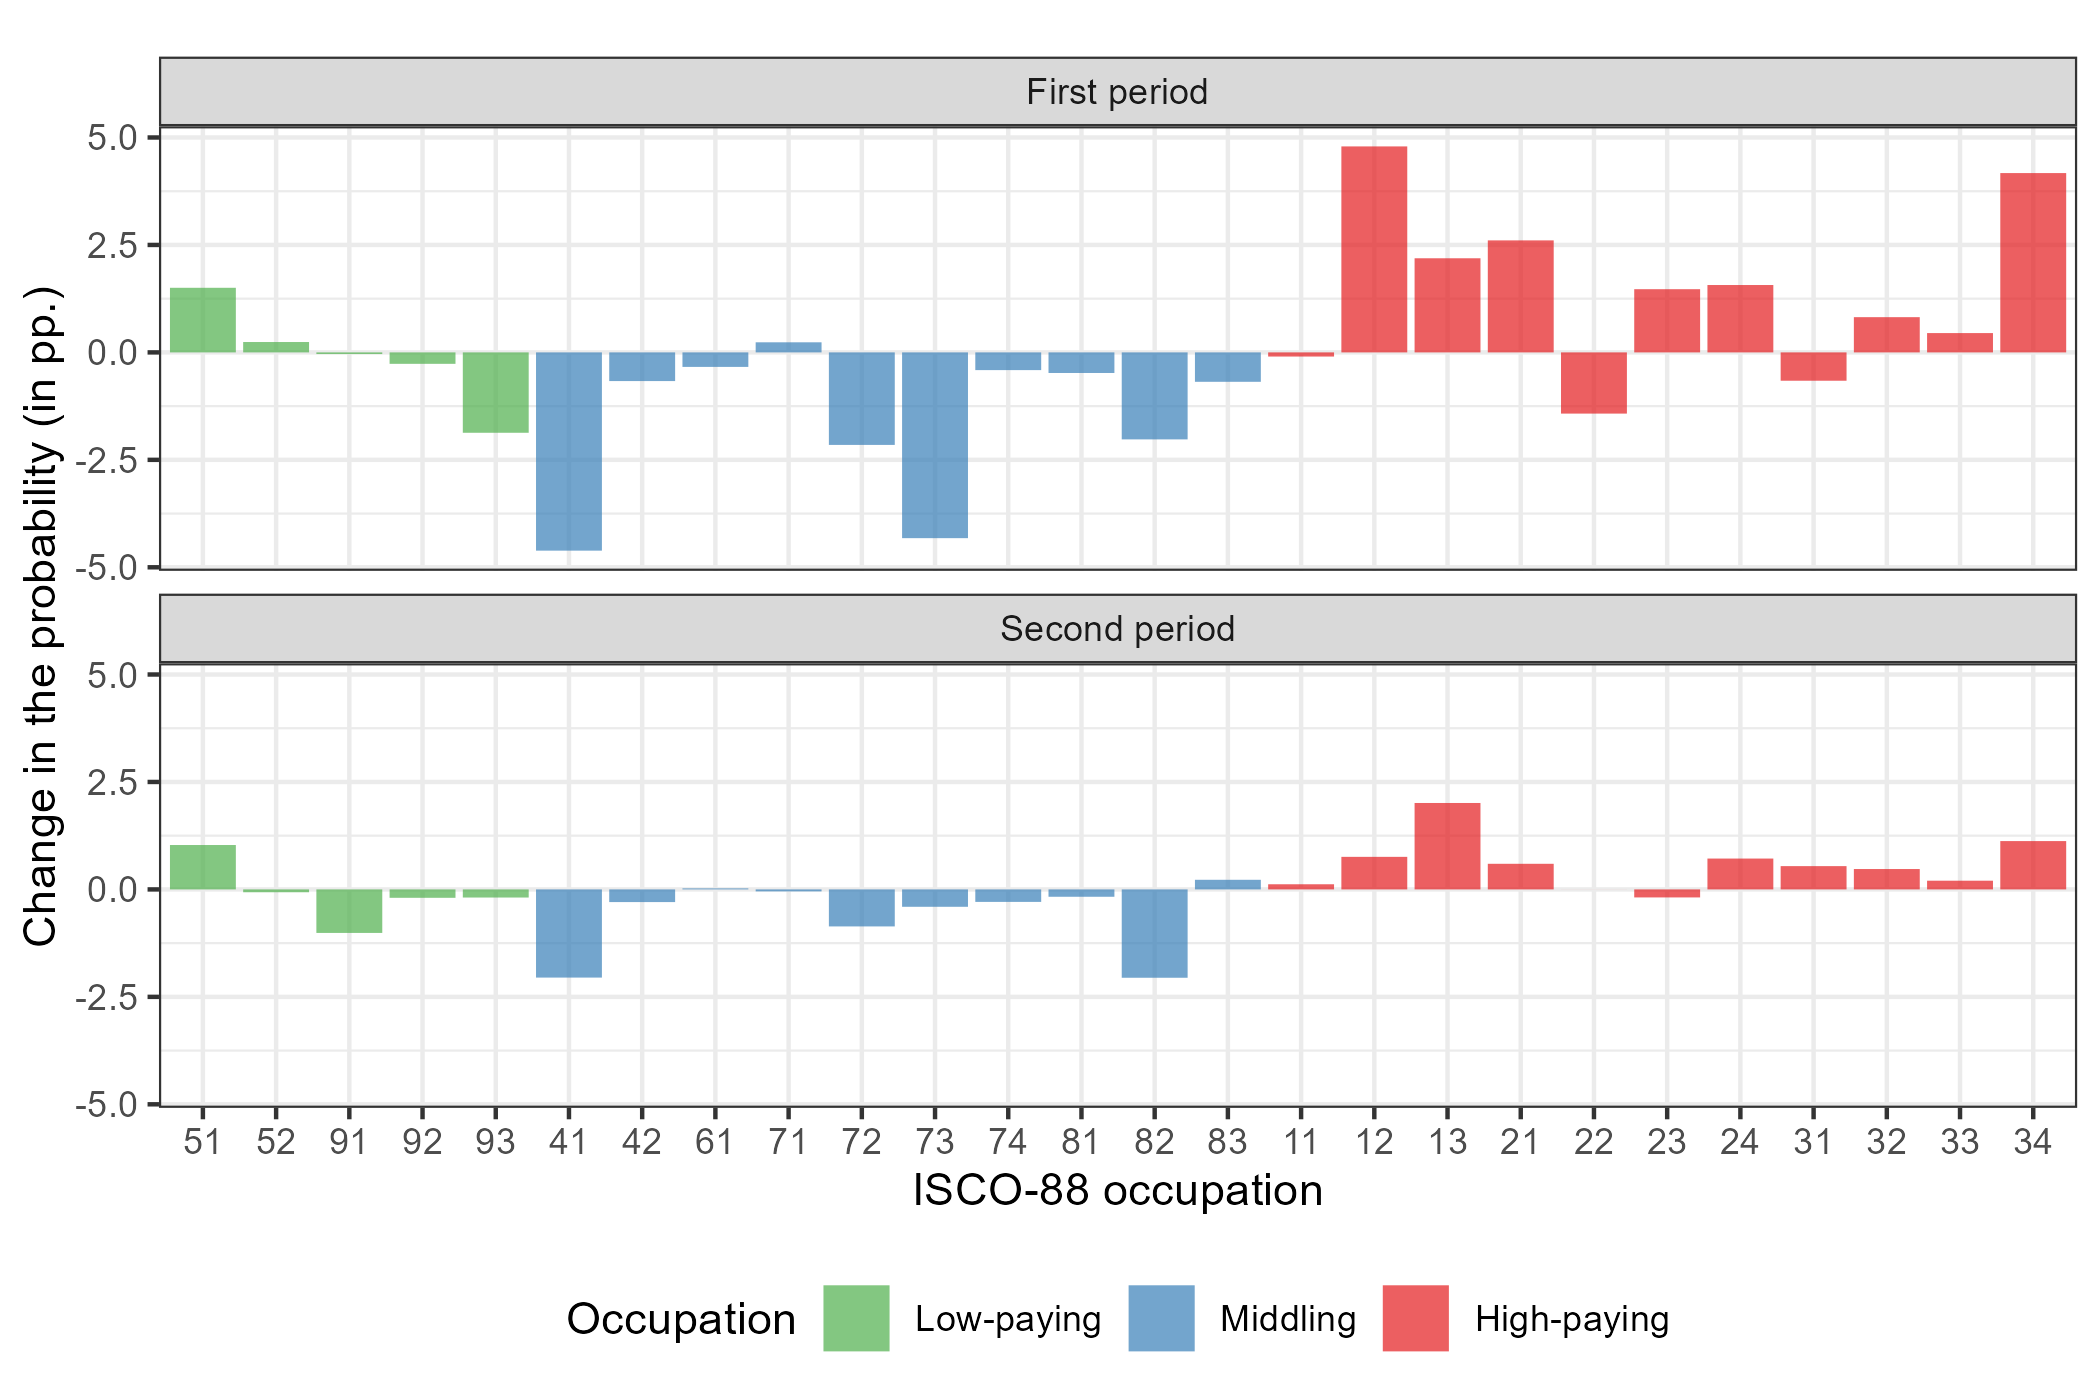 First period
5.0
2.5
0.0
-2.5
-5.0
Second period
5.0
2.5
0.0
-2.5
-5.0
Change in the probability (in pp.)
51 52 91 92 93 41 42 61 71 72 73 74 81 82 83 11 12 13 21 22 23 24 31 32 33 34
ISCO-88 occupation
Occupation Low-paying Middling High-paying